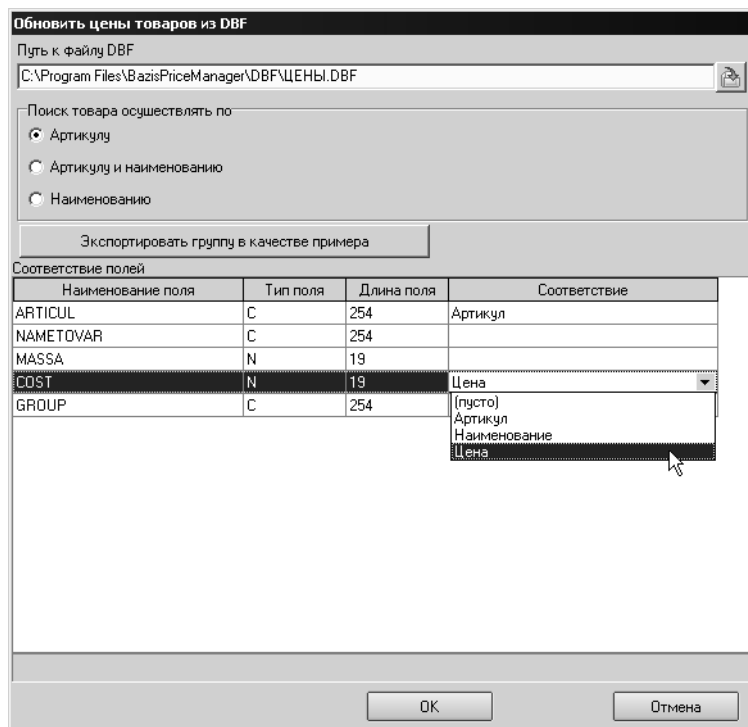 Обновить цены товаров из DBF
Путь к файлу DBF
C:\Program Files\BazisPriceManager\DBF\ЦЕНЫ.DBF
Поиск товара осуществлять по
Артикулу
Артикулу и наименованию
Наименованию
Экспортировать группу в качестве примера
Соответствие полей
Наименование поля Тип поля Длина поля Соответствие
ARTICUL C 254 Артикул
NAMETOVAR C 254
MASSA N 19
COST N 19 Цена
GROUP C 254
(пусто)
Артикул
Наименование
Цена
OK Отмена